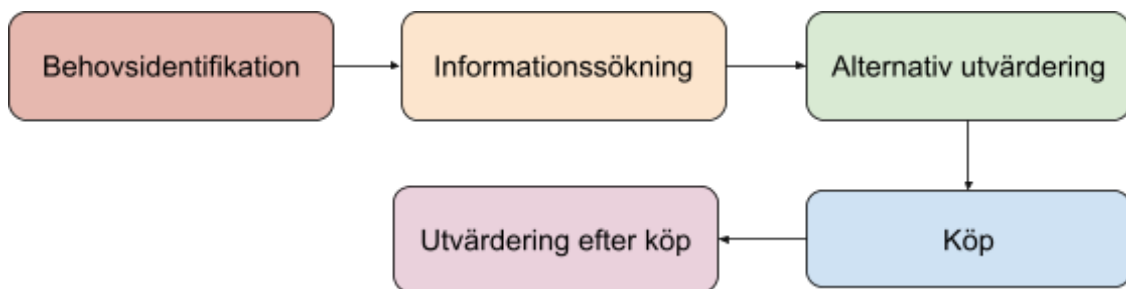 Behovsidentifikation
Informationssökning
Alternativ utvärdering
Köp
Utvärdering efter köp